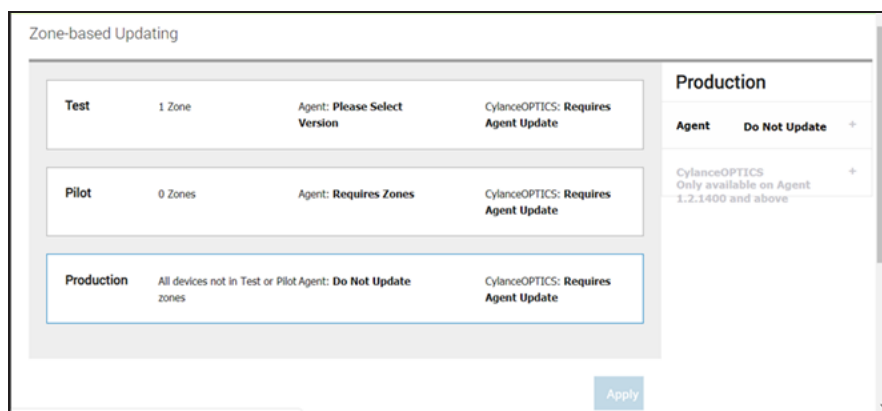 Zone-based Updating
Test
1 Zone
Agent: Please Select
Version
CylanceOPTICS: Requires
Agent Update
Pilot
0 Zones
Agent: Requires Zones
CylanceOPTICS: Requires
Agent Update
Production
All devices not in Test or Pilot
zones
Agent: Do Not Update
CylanceOPTICS: Requires
Agent Update
Production
Agent Do Not Update +
CylanceOPTICS +
Only available on Agent
1.2.1400 and above
Apply